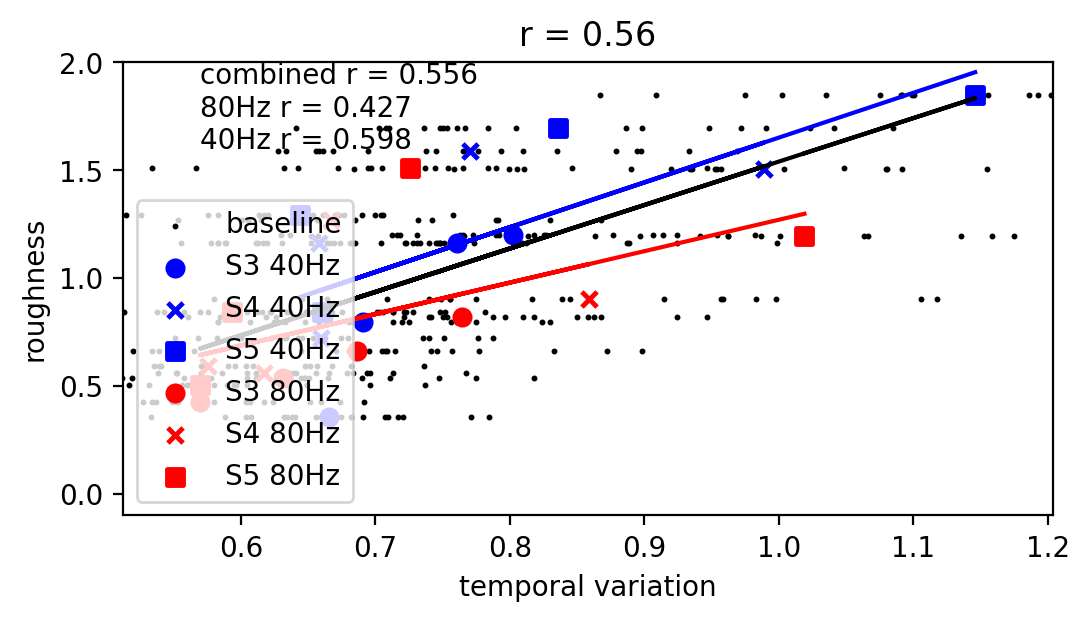 r = 0.56
combined r = 0.556
80Hz r = 0.427
40Hz r = 0.598
2.0
1.5
1.0
0.5
0.0
roughness
baseline
S3 40Hz
S4 40Hz
S5 40Hz
S3 80Hz
S4 80Hz
S5 80Hz
0.6 0.7 0.8 0.9 1.0 1.1 1.2
temporal variation